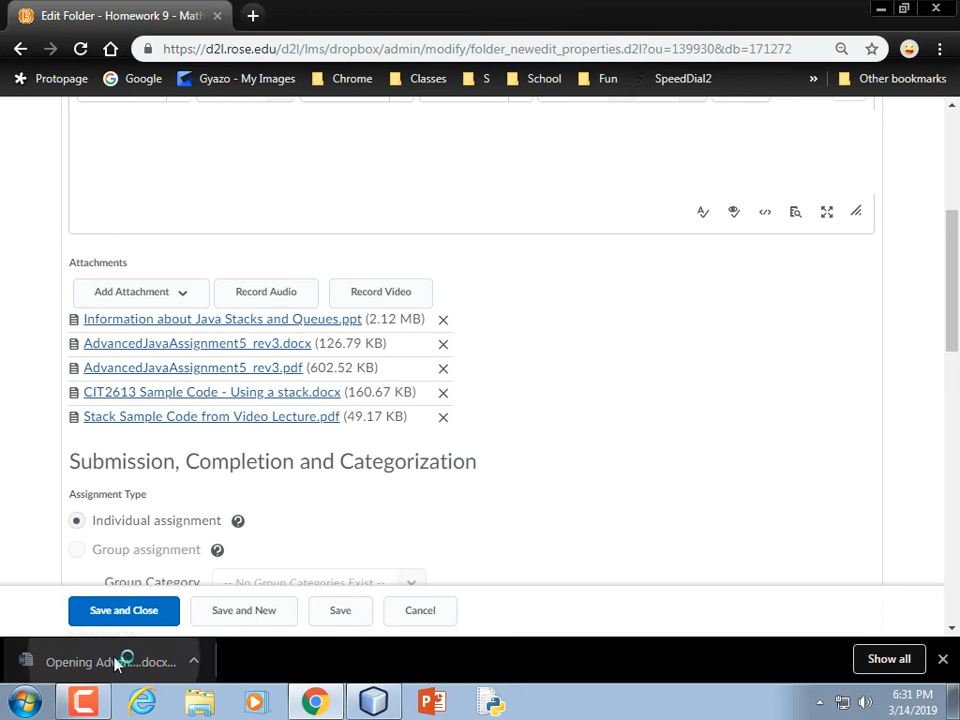 Edit Folder - Homework 9 - Math
https://d2l.rose.edu/d2l/lms/dropbox/admin/modify/folder_newedit_properties.d2l?ou=139930&db=171272
Protopage Google Gyazo - My Images Chrome Classes S School Fun SpeedDial2 » Other bookmarks
Attachments
Add Attachment Record Audio Record Video
Information about Java Stacks and Queues.ppt (2.12 MB)
AdvancedJavaAssignment5_rev3.docx (126.79 KB)
AdvancedJavaAssignment5_rev3.pdf (602.52 KB)
CIT2613 Sample Code - Using a stack.docx (160.67 KB)
Stack Sample Code from Video Lecture.pdf (49.17 KB)
Submission, Completion and Categorization
Assignment Type
Individual assignment
Group assignment
Group Category -- No Group Categories Exist --
Save and Close Save and New Save Cancel
Opening Adv....docx... Show all
6:31 PM
3/14/2019